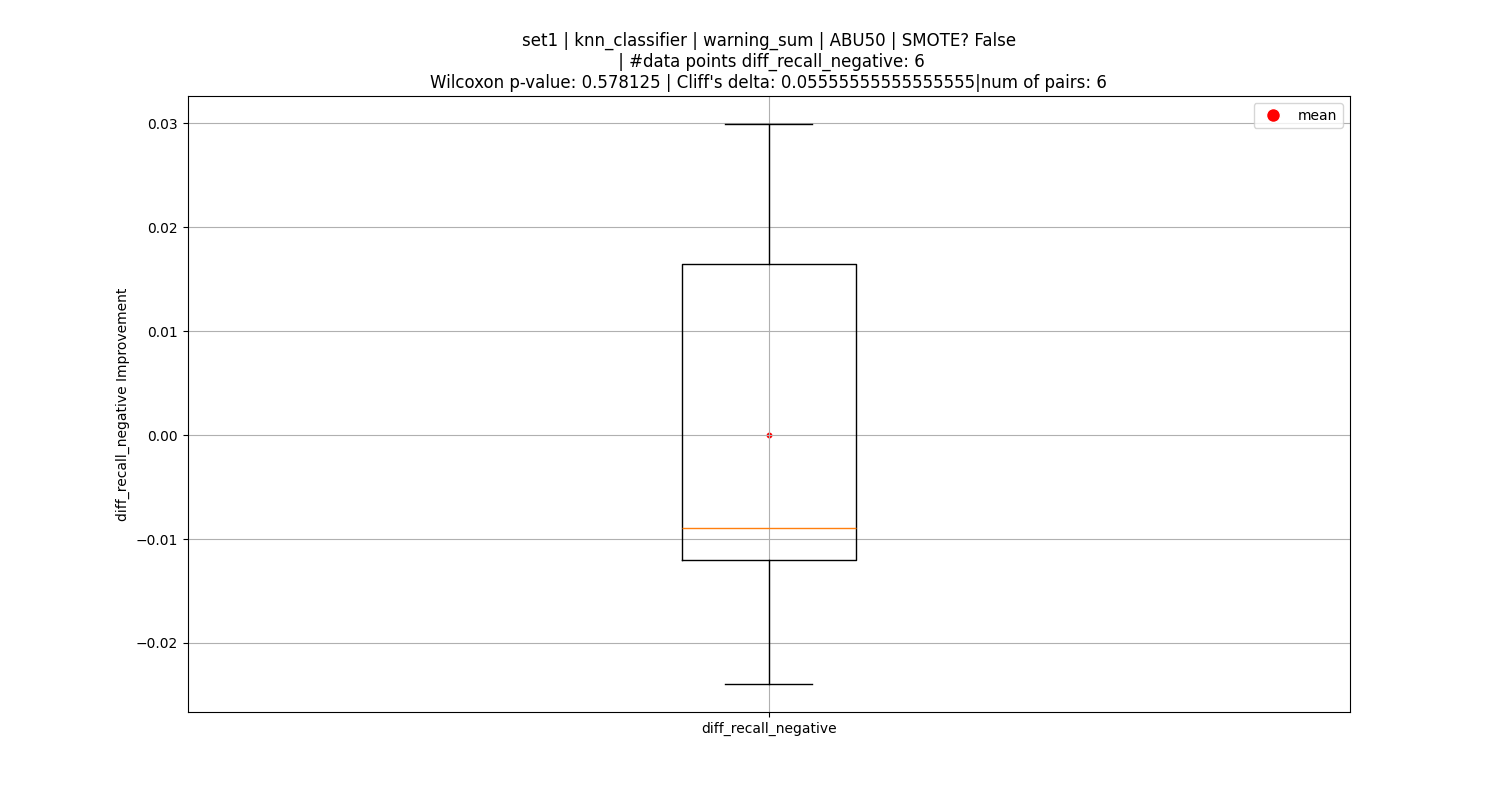 set1 | knn_classifier | warning_sum | ABU50 | SMOTE? False
| #data points diff_recall_negative: 6
Wilcoxon p-value: 0.578125 | Cliff's delta: 0.05555555555555555|num of pairs: 6
mean
0.03
0.02
0.01
0.00
−0.01
−0.02
diff_recall_negative Improvement
diff_recall_negative